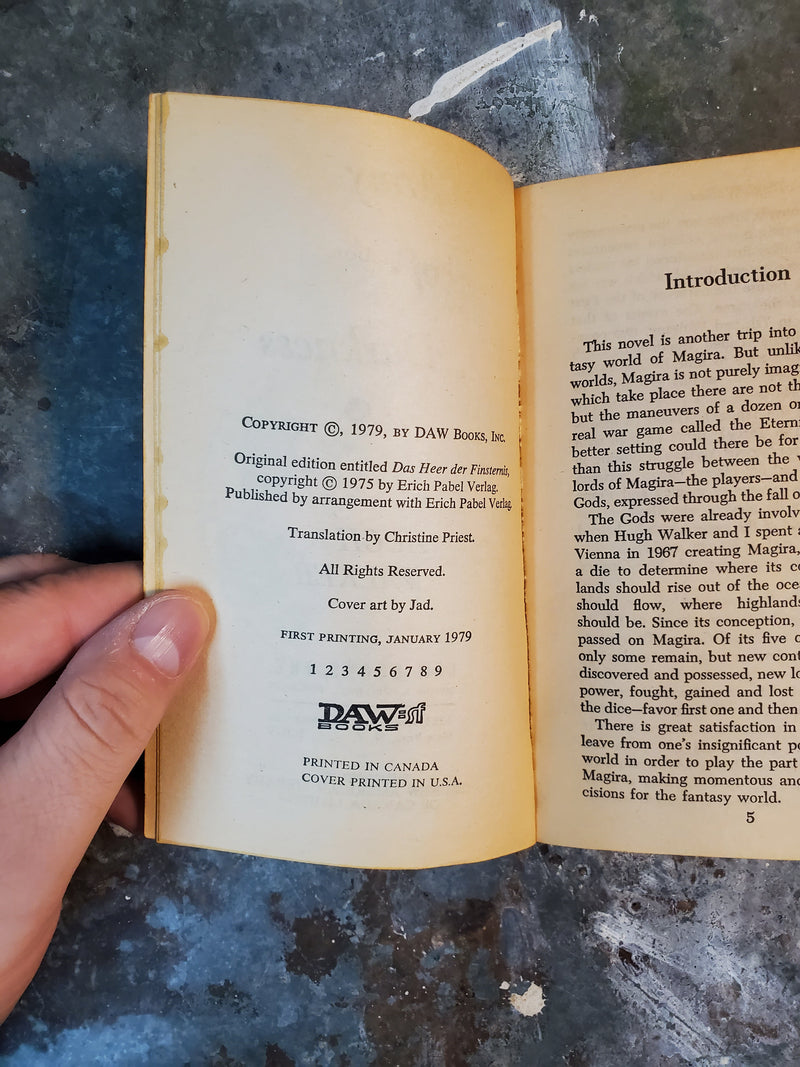 COPYRIGHT ©, 1979, BY DAW BOOKS, INC.
Original edition entitled Das Heer der Finsternis,
copyright © 1975 by Erich Pabel Verlag.
Published by arrangement with Erich Pabel Verlag.
Translation by Christine Priest.
All Rights Reserved.
Cover art by Jad.
FIRST PRINTING, JANUARY 1979
1 2 3 4 5 6 7 8 9
DAW sf
BOOKS
PRINTED IN CANADA
COVER PRINTED IN U.S.A.
Introduction
This novel is another trip into
tasy world of Magira. But unlik
worlds, Magira is not purely imag
which take place there are not th
but the maneuvers of a dozen or
real war game called the Eterni
better setting could there be for
than this struggle between the
lords of Magira—the players—and
Gods, expressed through the fall o
The Gods were already involv
when Hugh Walker and I spent a
Vienna in 1967 creating Magira,
a die to determine where its co
lands should rise out of the oce
should flow, where highlands
should be. Since its conception,
passed on Magira. Of its five c
only some remain, but new cont
discovered and possessed, new lo
power, fought, gained and lost
the dice—favor first one and then
There is great satisfaction in
leave from one's insignificant po
world in order to play the part
Magira, making momentous and
cisions for the fantasy world.
5